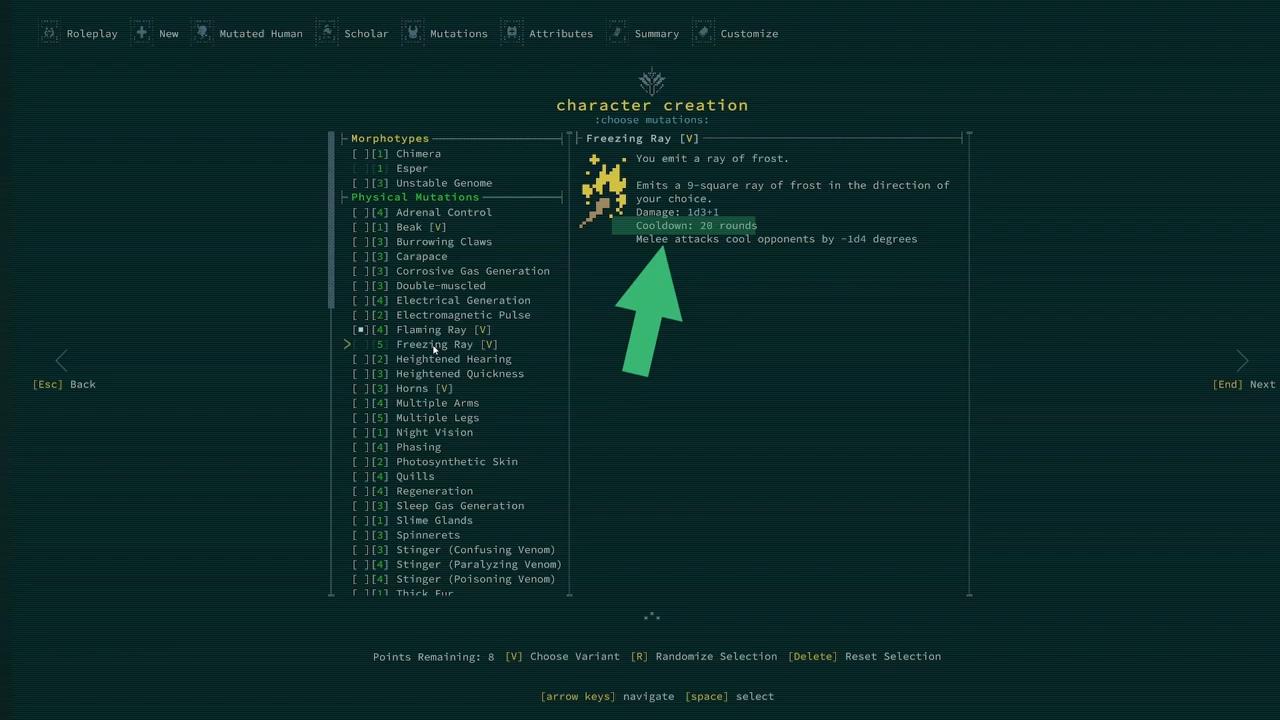 Roleplay New Mutated Human Scholar Mutations Attributes Summary Customize
character creation
:choose mutations:
Morphotypes
[ ][1] Chimera
1 Esper
[ ][3] Unstable Genome
Physical Mutations
[ ][4] Adrenal Control
[ ][1] Beak [V]
[ ][3] Burrowing Claws
[ ][3] Carapace
[ ][3] Corrosive Gas Generation
[ ][3] Double-muscled
[ ][4] Electrical Generation
[ ][2] Electromagnetic Pulse
[■][4] Flaming Ray [V]
> 5 Freezing Ray [V]
[ ][2] Heightened Hearing
[ ][3] Heightened Quickness
[ ][3] Horns [V]
[ ][4] Multiple Arms
[ ][5] Multiple Legs
[ ][1] Night Vision
[ ][4] Phasing
[ ][2] Photosynthetic Skin
[ ][4] Quills
[ ][4] Regeneration
[ ][3] Sleep Gas Generation
[ ][1] Slime Glands
[ ][3] Spinnerets
[ ][3] Stinger (Confusing Venom)
[ ][4] Stinger (Paralyzing Venom)
[ ][4] Stinger (Poisoning Venom)
[ ][1] Thick Fur
Freezing Ray [V]
You emit a ray of frost.
Emits a 9-square ray of frost in the direction of
your choice.
Damage: 1d3+1
Cooldown: 20 rounds
Melee attacks cool opponents by -1d4 degrees
[Esc] Back
[End] Next
Points Remaining: 8 [V] Choose Variant [R] Randomize Selection [Delete] Reset Selection
[arrow keys] navigate [space] select